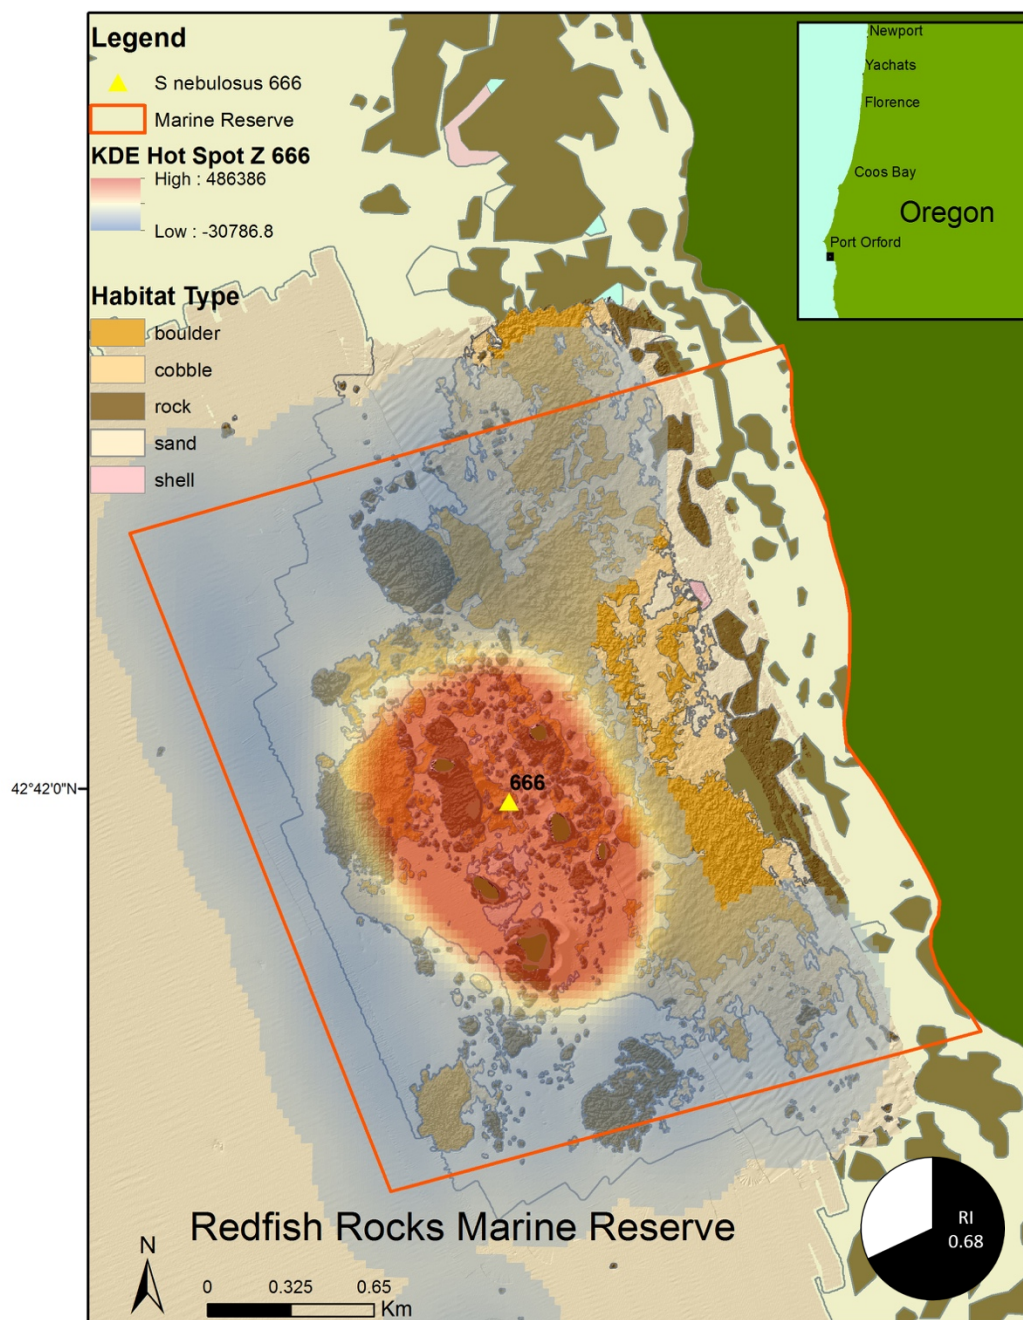 Legend
S nebulosus 666
Marine Reserve
KDE Hot Spot Z 666
High : 486386
Low : -30786.8
Habitat Type
boulder
cobble
rock
sand
shell
Newport
Yachats
Florence
Coos Bay
Oregon
Port Orford
42°42'0"N
666
Redfish Rocks Marine Reserve
N
0 0.325 0.65
Km
RI
0.68